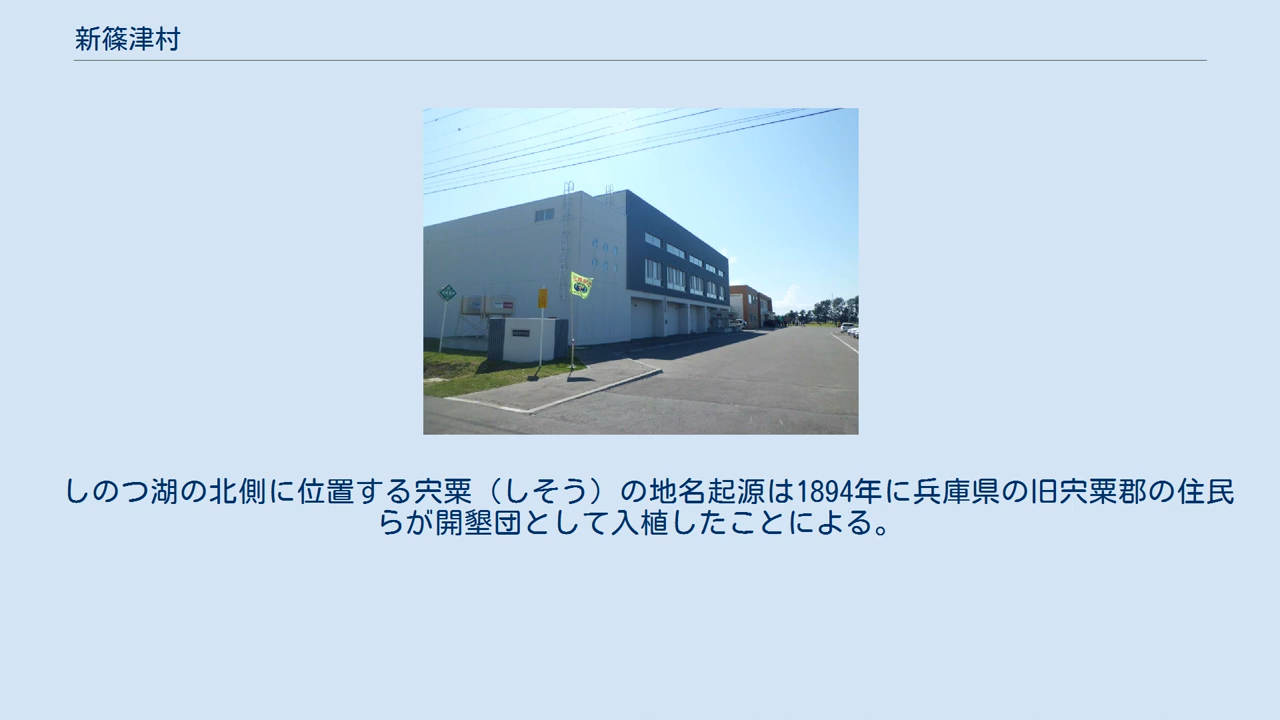 新篠津村
しのつ湖の北側に位置する宍粟（しそう）の地名起源は1894年に兵庫県の旧宍粟郡の住民
らが開墾団として入植したことによる。